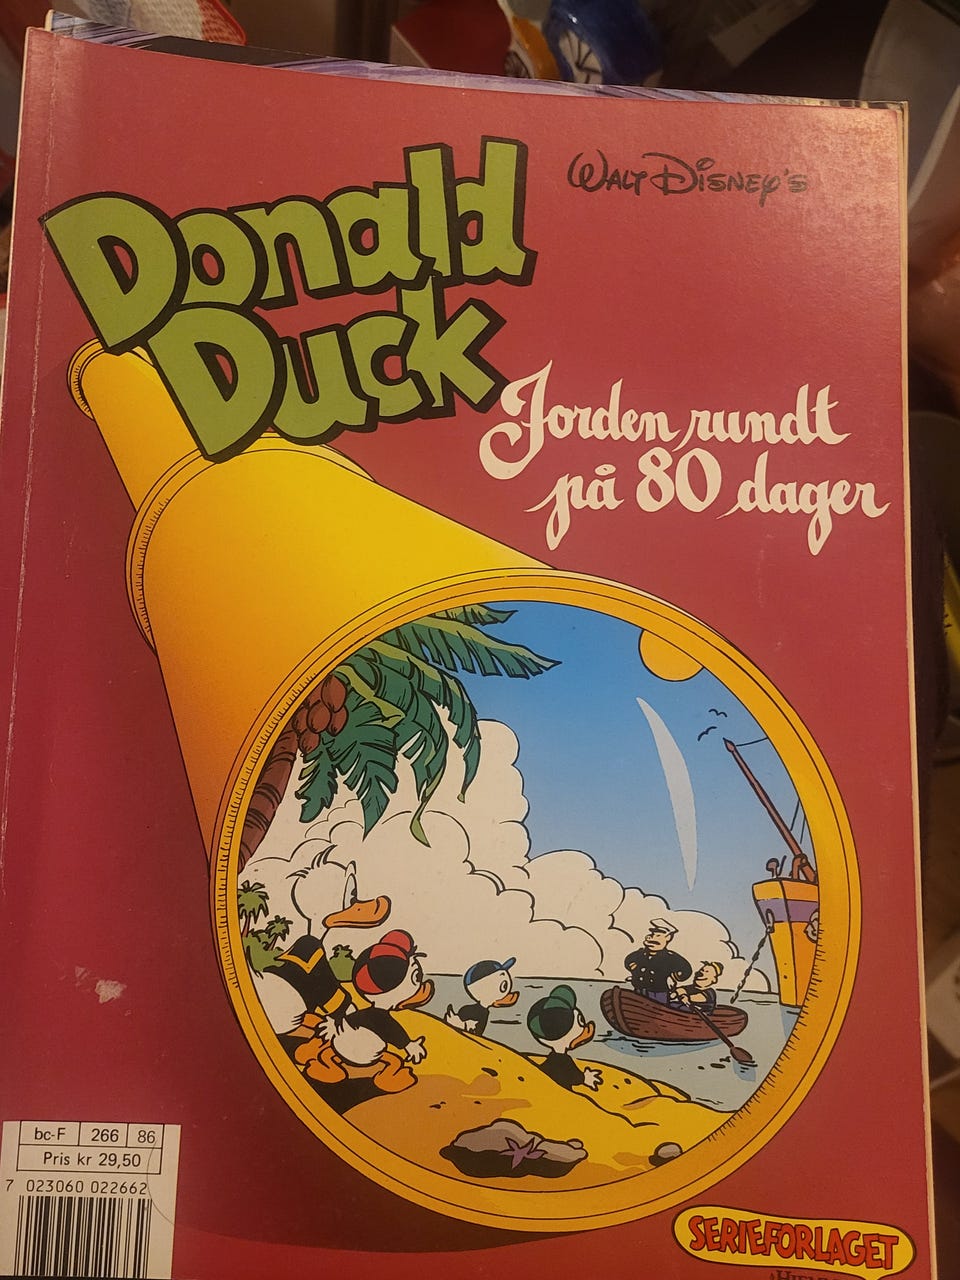 Donald
Duck
WALT DISNEY'S
Jorden rundt
på 80 dager
bc-F 266 86
Pris kr 29,50
7 023060 022662
SERIEFORLAGET